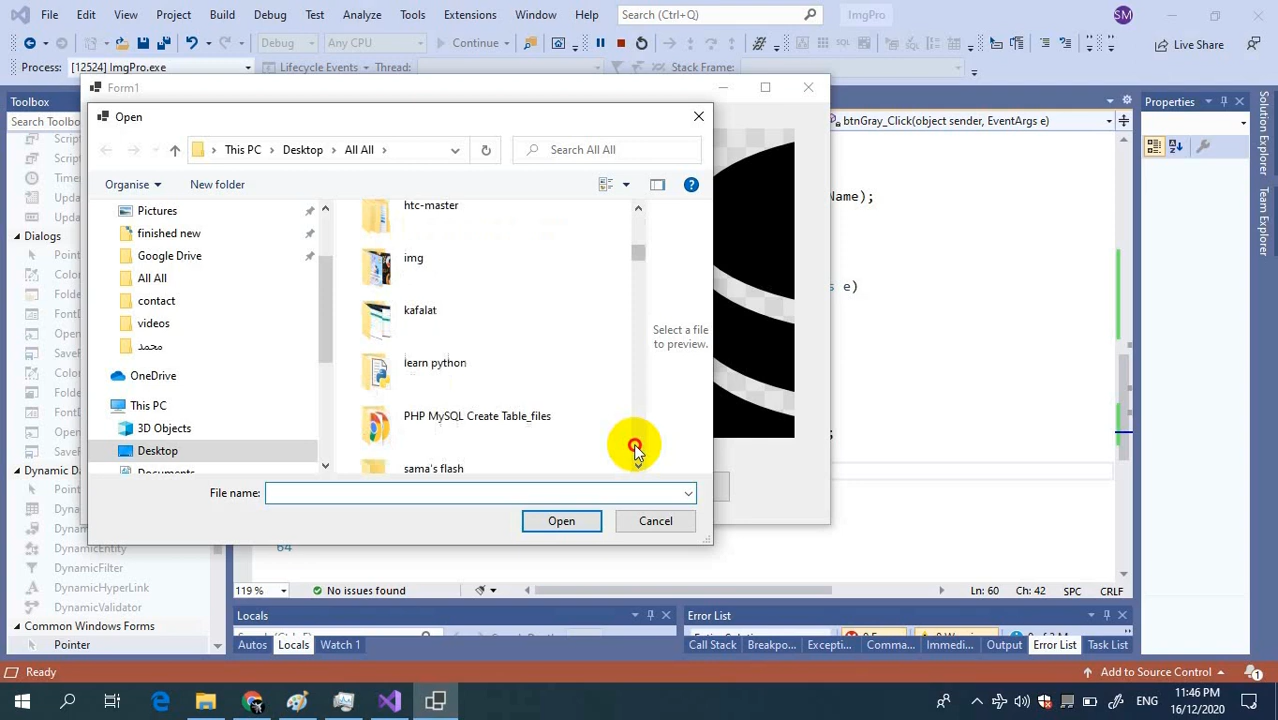 File Edit View Project Build Debug Test Analyze Tools Extensions Window Help Search (Ctrl+Q) ImgPro SM
Debug Any CPU Continue Live Share
Process: [12524] ImgPro.exe Lifecycle Events Thread: Stack Frame:
Toolbox Form1 Properties
Search Toolbox Open btnGray_Click(object sender, EventArgs e)
This PC Desktop All All Search All All
Organise New folder
Pictures
finished new
Google Drive
All All
contact
videos
محمد
OneDrive
This PC
3D Objects
Desktop
Documents
htc-master
img
kafalat
learn python
PHP MySQL Create Table_files
sama's flash
Select a file
to preview.
File name:
Open Cancel
Name);
s e)
;
64
Dialogs
DynamicEntity
DynamicFilter
DynamicHyperLink
DynamicValidator
Common Windows Forms
Pointer
119 % No issues found Ln: 60 Ch: 42 SPC CRLF
Locals Error List
Autos Locals Watch 1 Call Stack Breakpo... Excepti... Comma... Immedi... Output Error List Task List
Ready Add to Source Control 1
Solution Explorer
Team Explorer
ENG 11:46 PM
16/12/2020